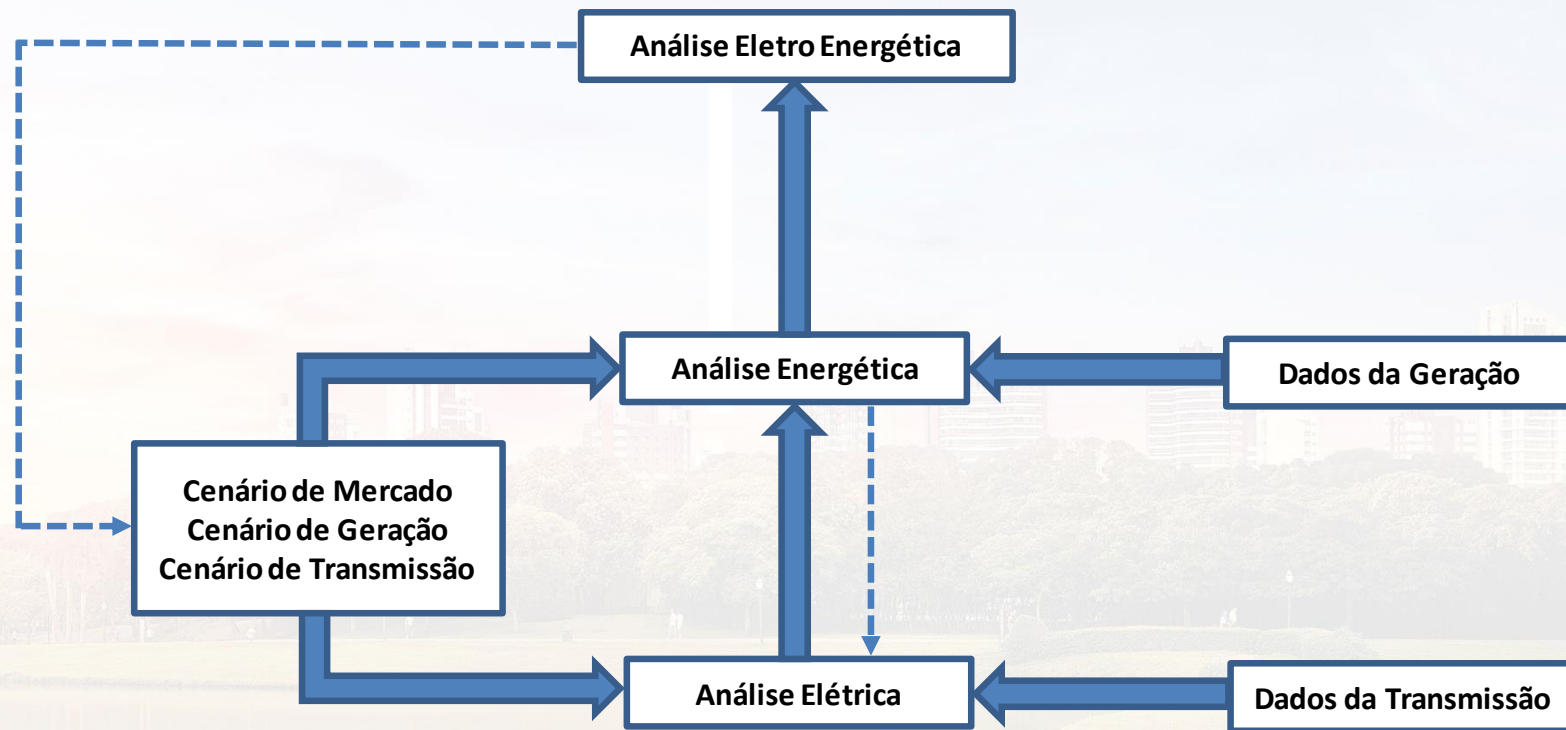 Análise Eletro Energética
Análise Energética
Dados da Geração
Cenário de Mercado
Cenário de Geração
Cenário de Transmissão
Análise Elétrica
Dados da Transmissão